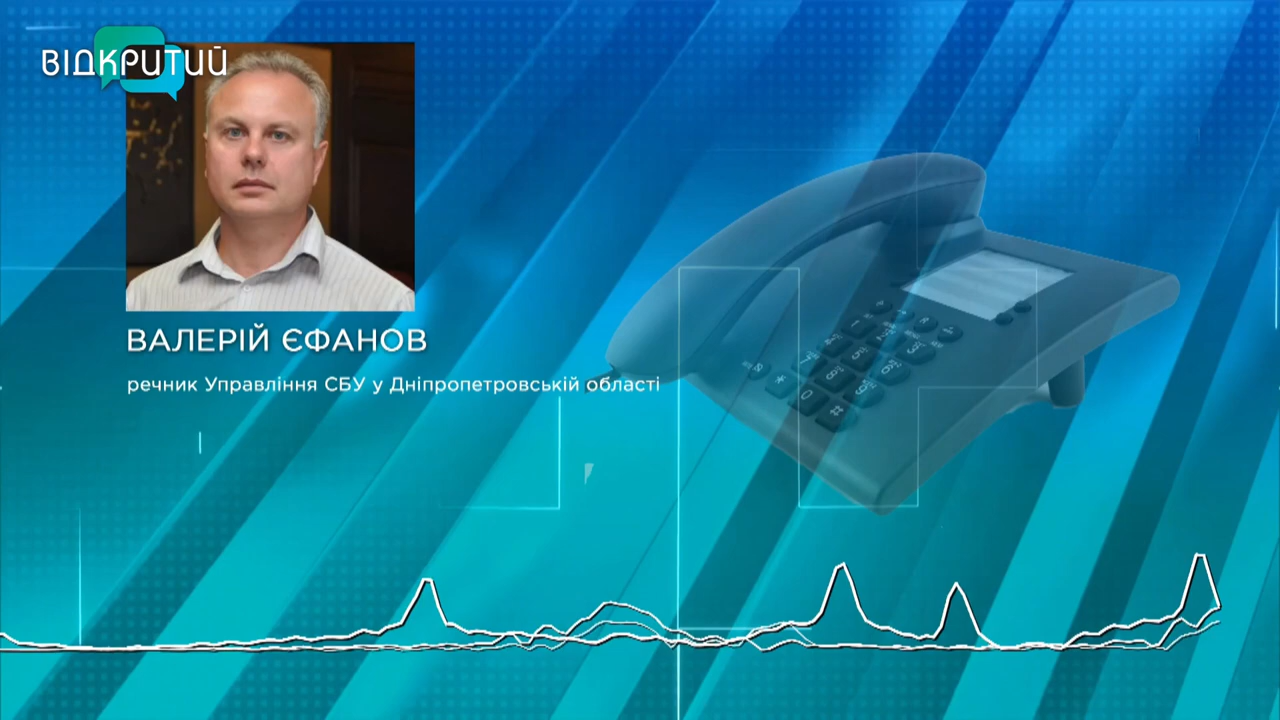 ВІДКРИТИЙ
ВАЛЕРІЙ ЄФАНОВ
речник Управління СБУ у Дніпропетровській області